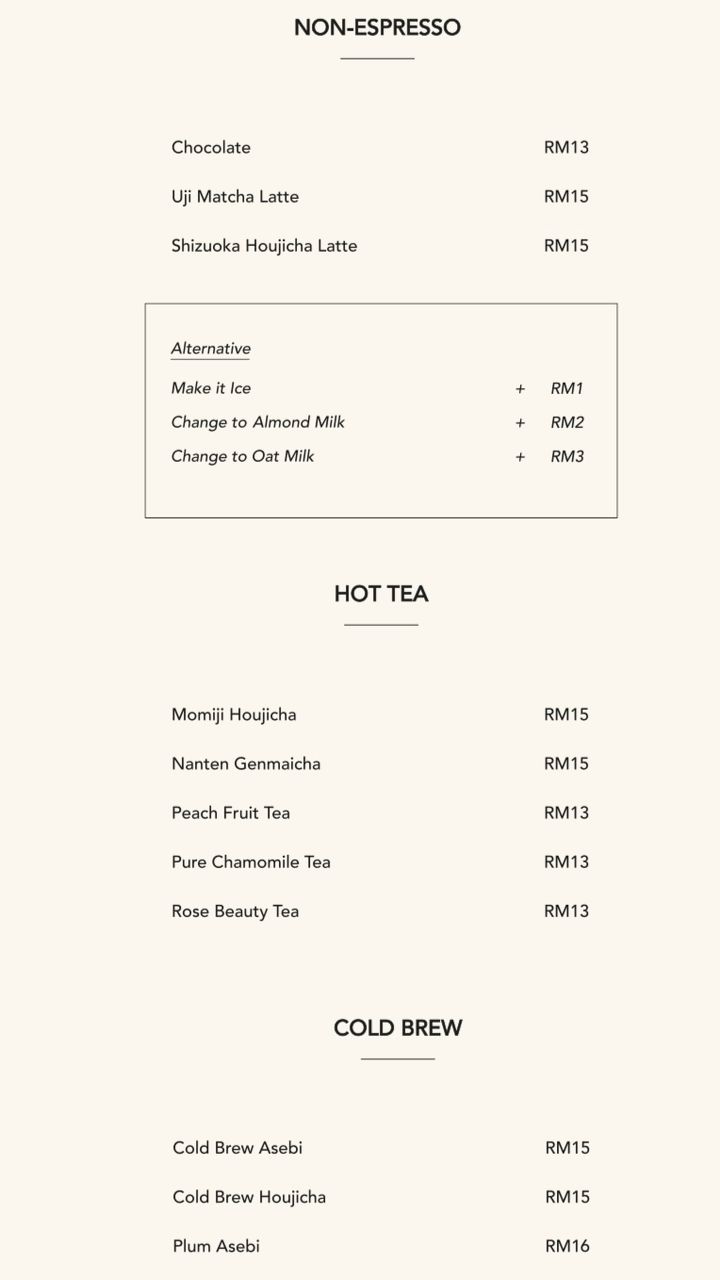 NON-ESPRESSO
Chocolate RM13
Uji Matcha Latte RM15
Shizuoka Houjicha Latte RM15
Alternative
Make it Ice + RM1
Change to Almond Milk + RM2
Change to Oat Milk + RM3
HOT TEA
Momiji Houjicha RM15
Nanten Genmaicha RM15
Peach Fruit Tea RM13
Pure Chamomile Tea RM13
Rose Beauty Tea RM13
COLD BREW
Cold Brew Asebi RM15
Cold Brew Houjicha RM15
Plum Asebi RM16